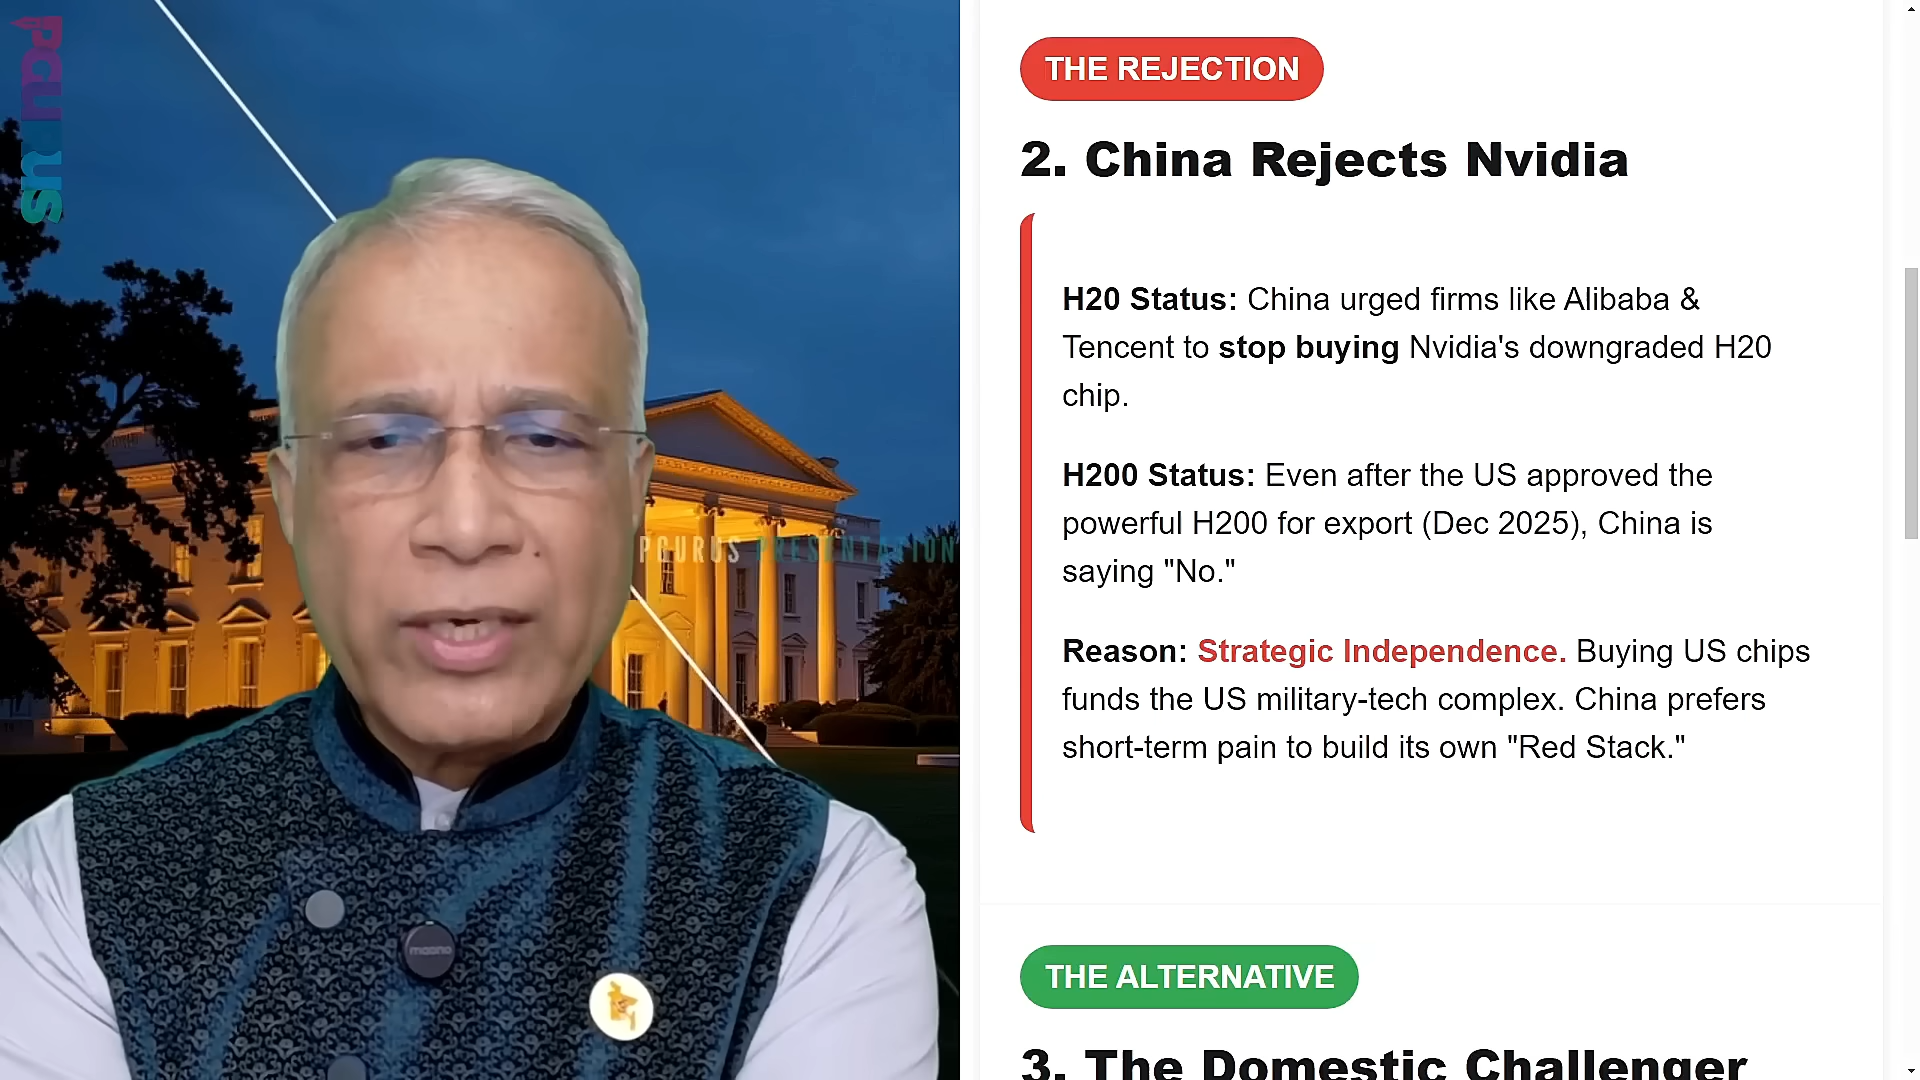 PGURUS
PGURUS PRESENTATION
maono
THE REJECTION
2. China Rejects Nvidia
H20 Status: China urged firms like Alibaba &
Tencent to stop buying Nvidia's downgraded H20
chip.
H200 Status: Even after the US approved the
powerful H200 for export (Dec 2025), China is
saying "No."
Reason: Strategic Independence. Buying US chips
funds the US military-tech complex. China prefers
short-term pain to build its own "Red Stack."
THE ALTERNATIVE
3. The Domestic Challenger